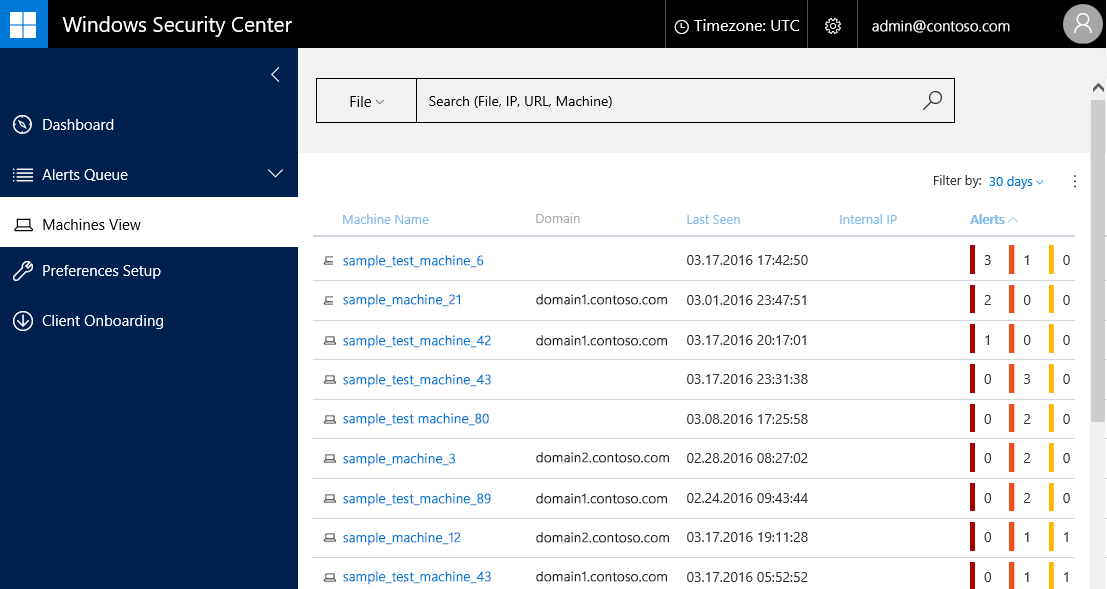 Windows Security Center Timezone: UTC admin@contoso.com
File Search (File, IP, URL, Machine)
Dashboard
Alerts Queue
Machines View
Preferences Setup
Client Onboarding
Filter by: 30 days
Machine Name Domain Last Seen Internal IP Alerts
sample_test_machine_6 03.17.2016 17:42:50 3 1 0
sample_machine_21 domain1.contoso.com 03.01.2016 23:47:51 2 0 0
sample_test_machine_42 domain1.contoso.com 03.17.2016 20:17:01 1 0 0
sample_test_machine_43 03.17.2016 23:31:38 0 3 0
sample_test machine_80 03.08.2016 17:25:58 0 2 0
sample_machine_3 domain2.contoso.com 02.28.2016 08:27:02 0 2 0
sample_test_machine_89 domain1.contoso.com 02.24.2016 09:43:44 0 2 0
sample_machine_12 domain2.contoso.com 03.17.2016 19:11:28 0 1 1
sample_test_machine_43 domain1.contoso.com 03.17.2016 05:52:52 0 1 1